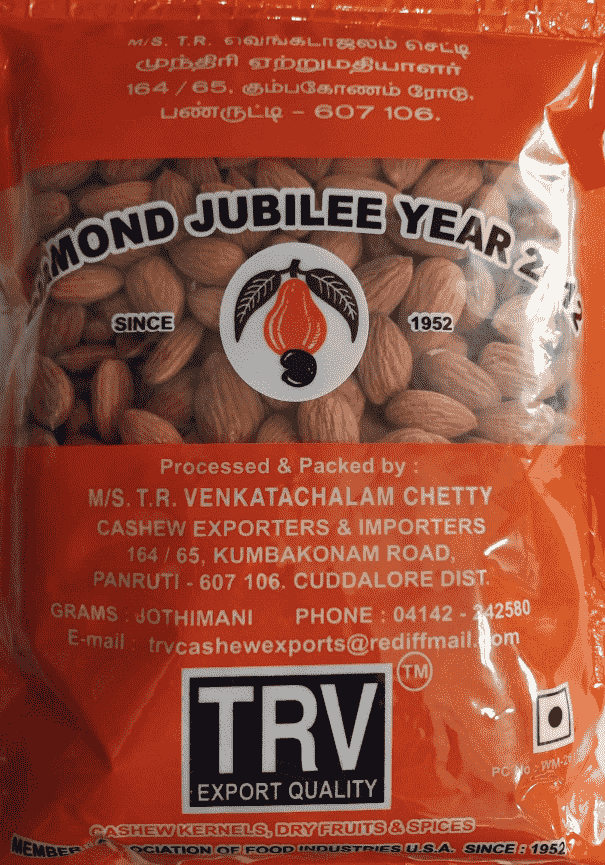 M/S. T.R. வெங்கடாஜலம் செட்டி
முந்திரி ஏற்றுமதியாளர்
164 / 65, கும்பகோணம் ரோடு,
பண்ருட்டி – 607 106.
JUBILEE YEAR
SINCE 1952
Processed & Packed by :
M/S. T.R. VENKATACHALAM CHETTY
CASHEW EXPORTERS & IMPORTERS
164 / 65, KUMBAKONAM ROAD,
PANRUTI - 607 106. CUDDALORE DIST.
GRAMS : JOTHIMANI PHONE : 04142 - 242580
E-mail : trvcashewexports@rediffmail.com
TM
TRV
EXPORT QUALITY
PC No : WM-
CASHEW KERNELS, DRY FRUITS & SPICES
MEMBER OF FOOD INDUSTRIES U.S.A. SINCE : 1952